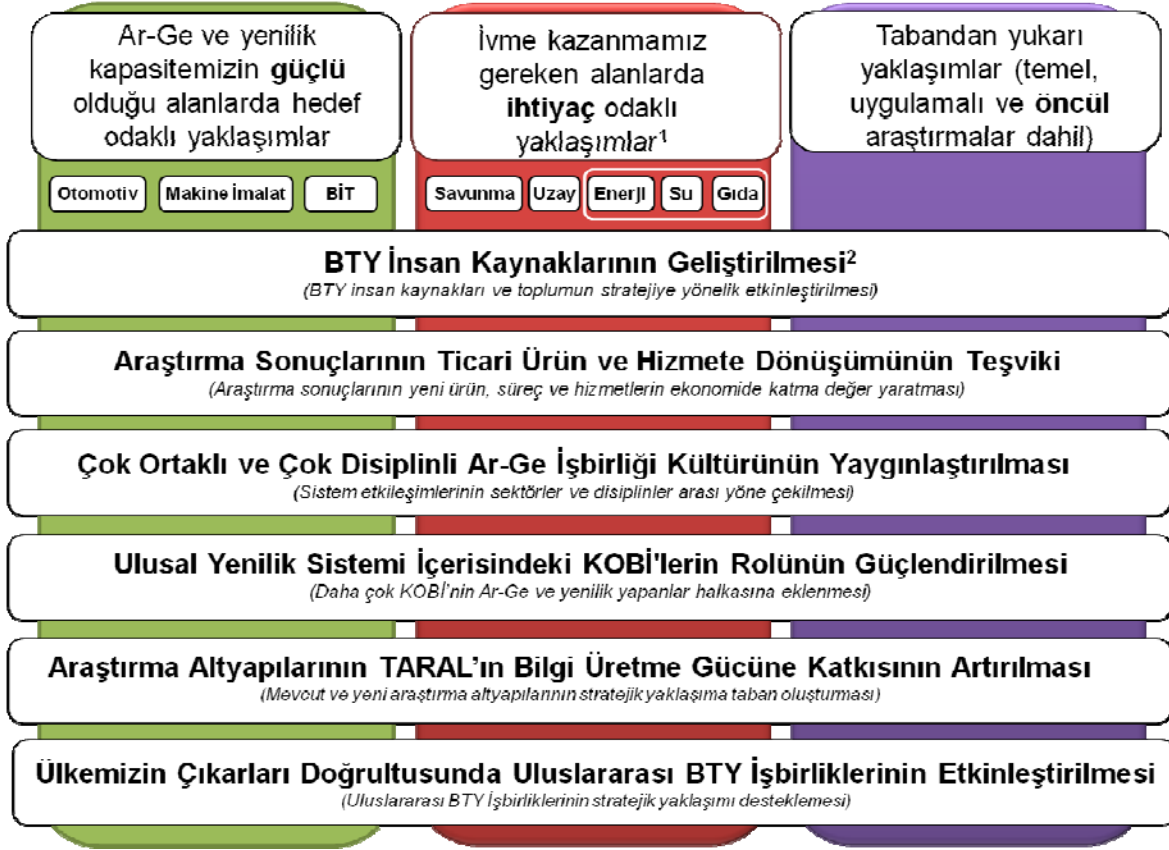 Ar-Ge ve yenilik
kapasitemizin güçlü
olduğu alanlarda hedef
odaklı yaklaşımlar
İvme kazanmamız
gereken alanlarda
ihtiyaç odaklı
yaklaşımlar¹
Tabandan yukarı
yaklaşımlar (temel,
uygulamalı ve öncül
araştırmalar dahil)
Otomotiv
Makine İmalat
BİT
Savunma
Uzay
Enerji
Su
Gıda
BTY İnsan Kaynaklarının Geliştirilmesi²
(BTY insan kaynakları ve toplumun stratejiye yönelik etkinleştirilmesi)
Araştırma Sonuçlarının Ticari Ürün ve Hizmete Dönüşümünün Teşviki
(Araştırma sonuçlarının yeni ürün, süreç ve hizmetlerin ekonomide katma değer yaratması)
Çok Ortaklı ve Çok Disiplinli Ar-Ge İşbirliği Kültürünün Yaygınlaştırılması
(Sistem etkileşimlerinin sektörler ve disiplinler arası yöne çekilmesi)
Ulusal Yenilik Sistemi İçerisindeki KOBİ'lerin Rolünün Güçlendirilmesi
(Daha çok KOBİ'nin Ar-Ge ve yenilik yapanlar halkasına eklenmesi)
Araştırma Altyapılarının TARAL'ın Bilgi Üretme Gücüne Katkısının Artırılması
(Mevcut ve yeni araştırma altyapılarının stratejik yaklaşıma taban oluşturması)
Ülkemizin Çıkarları Doğrultusunda Uluslararası BTY İşbirliklerinin Etkinleştirilmesi
(Uluslararası BTY İşbirliklerinin stratejik yaklaşımı desteklemesi)